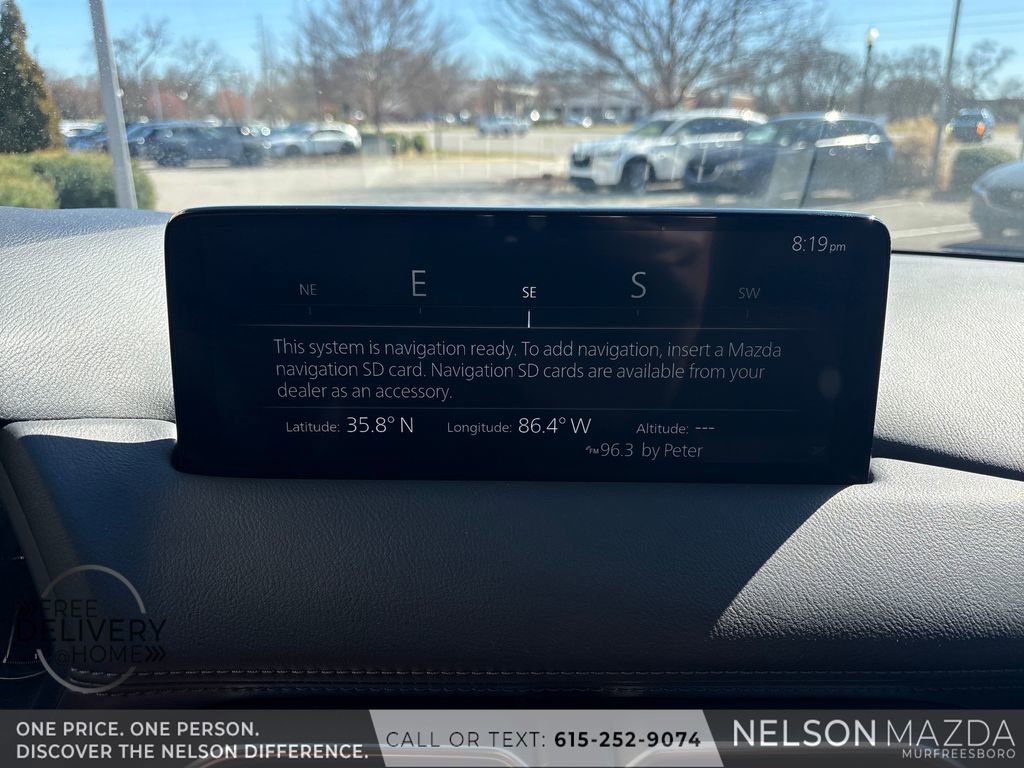 8:19pm
NE E SE S SW
This system is navigation ready. To add navigation, insert a Mazda
navigation SD card. Navigation SD cards are available from your
dealer as an accessory.
Latitude: 35.8° N Longitude: 86.4° W Altitude: ---
FM 96.3 by Peter
FREE
DELIVERY
@HOME
ONE PRICE. ONE PERSON.
DISCOVER THE NELSON DIFFERENCE.
CALL OR TEXT: 615-252-9074
NELSON MAZDA
MURFREESBORO